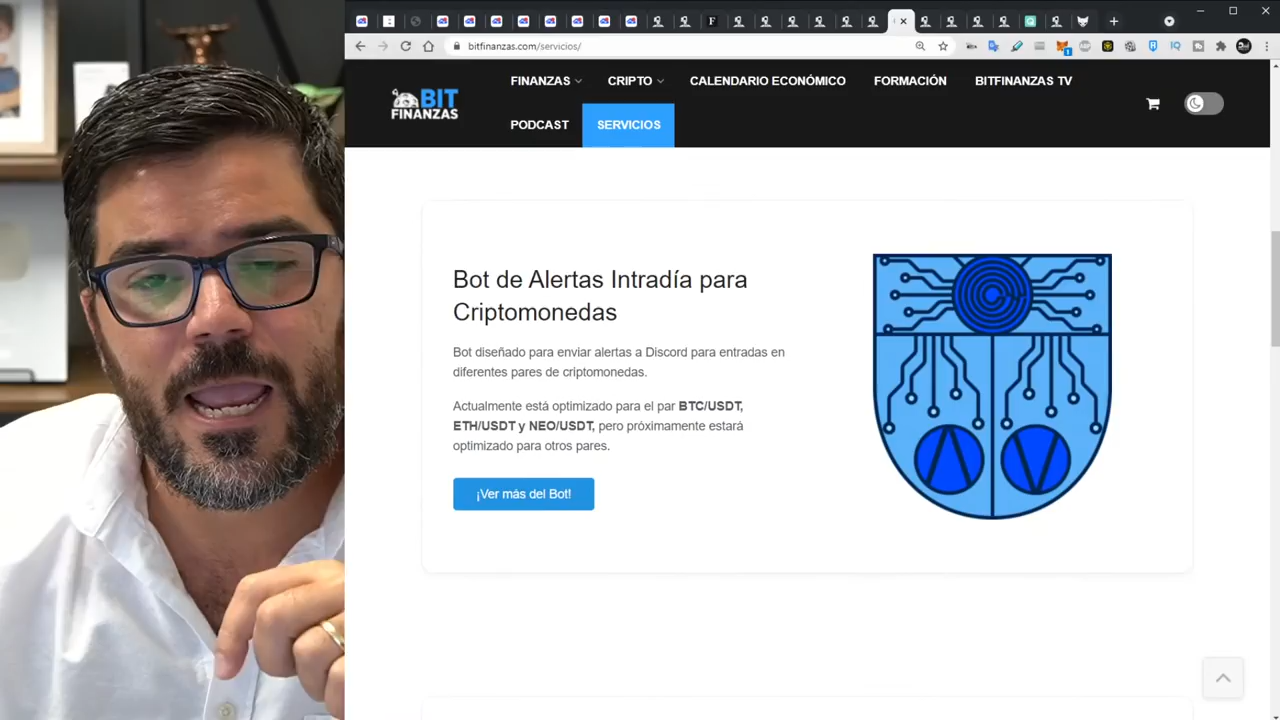 bitfinanzas.com/servicios/
BIT
FINANZAS
FINANZAS
CRIPTO
CALENDARIO ECONÓMICO
FORMACIÓN
BITFINANZAS TV
PODCAST
SERVICIOS
Bot de Alertas Intradía para
Criptomonedas
Bot diseñado para enviar alertas a Discord para entradas en
diferentes pares de criptomonedas.
Actualmente está optimizado para el par BTC/USDT,
ETH/USDT y NEO/USDT, pero próximamente estará
optimizado para otros pares.
¡Ver más del Bot!